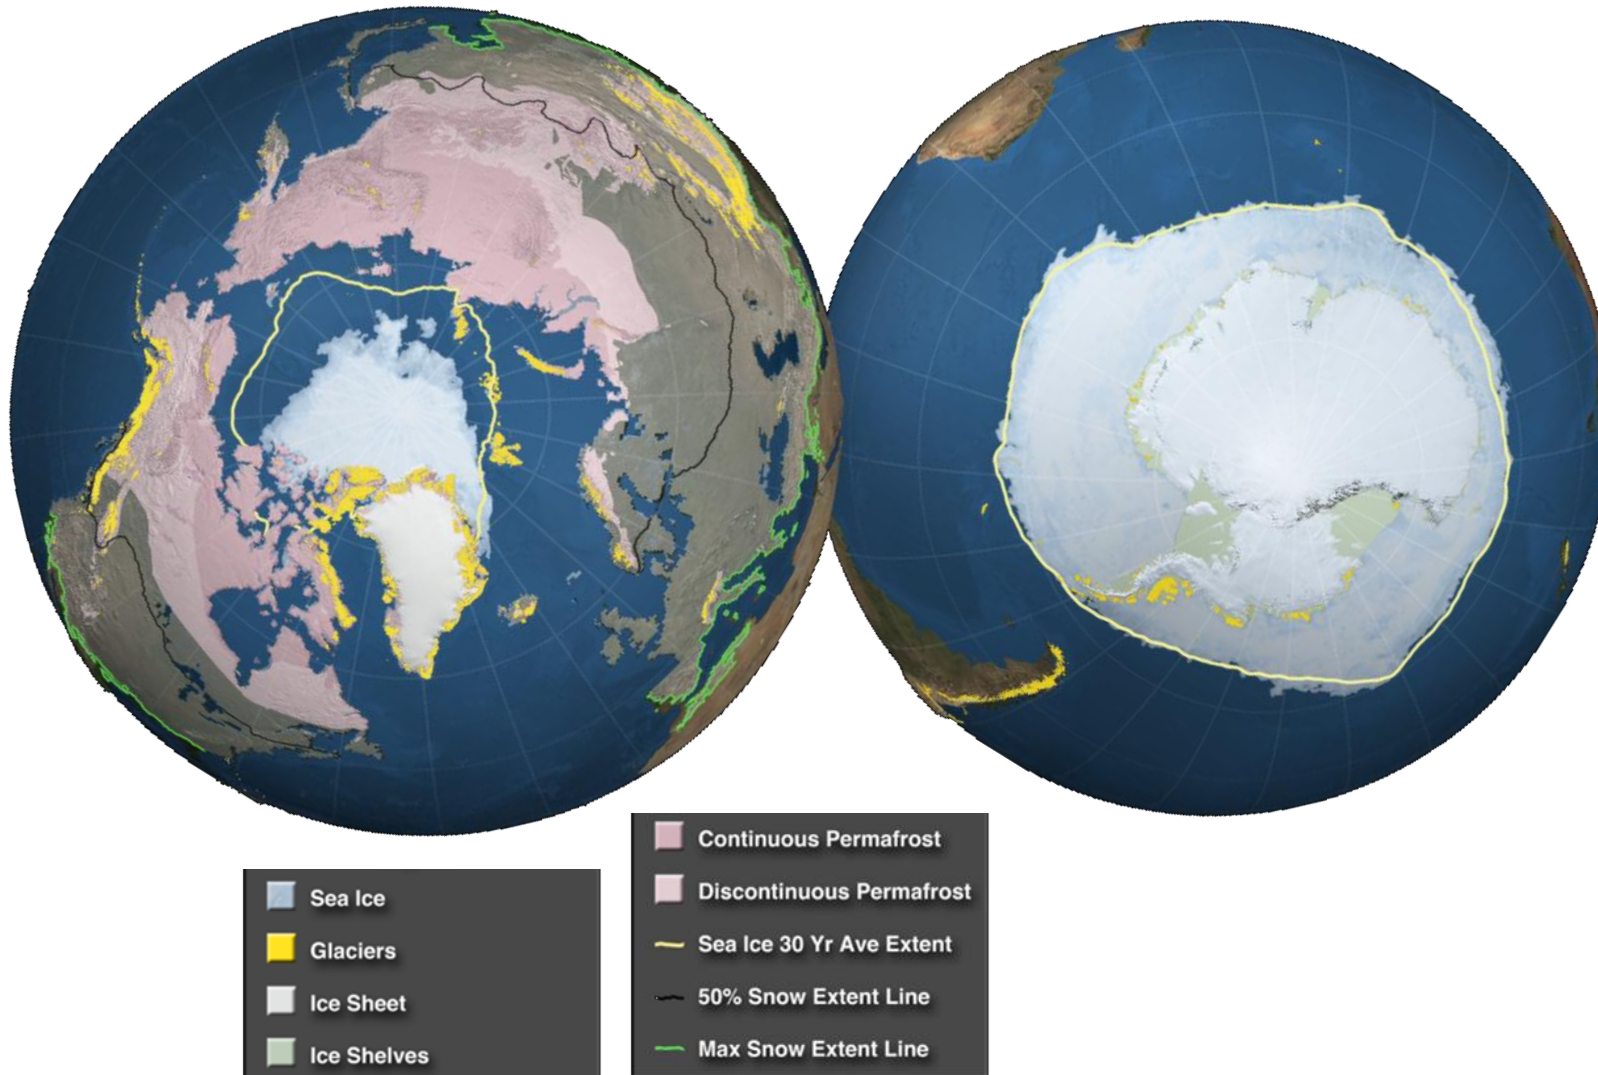 Sea Ice
Glaciers
Ice Sheet
Ice Shelves
Continuous Permafrost
Discontinuous Permafrost
Sea Ice 30 Yr Ave Extent
50% Snow Extent Line
Max Snow Extent Line